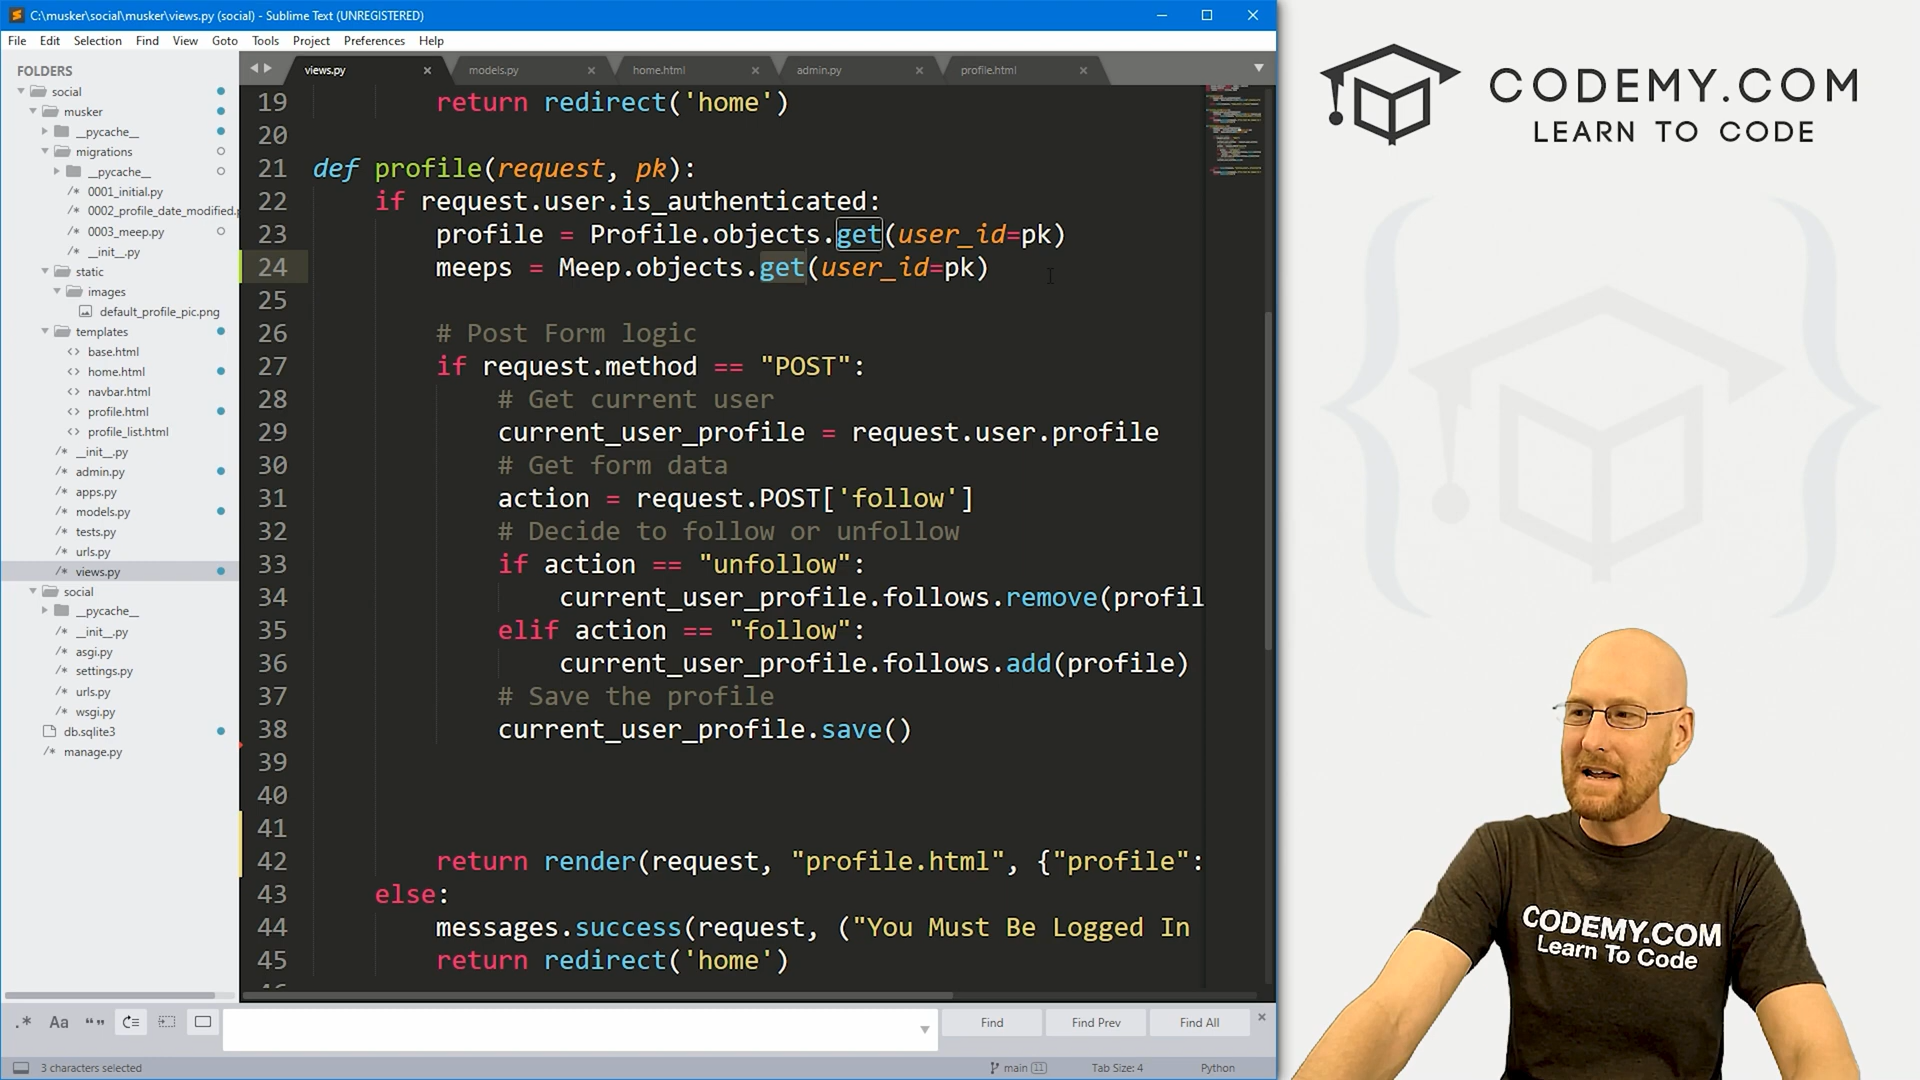 C:\musker\social\musker\views.py (social) - Sublime Text (UNREGISTERED)
File Edit Selection Find View Goto Tools Project Preferences Help
FOLDERS
social
musker
__pycache__
migrations
__pycache__
0001_initial.py
0002_profile_date_modified.p
0003_meep.py
__init__.py
static
images
default_profile_pic.png
templates
base.html
home.html
navbar.html
profile.html
profile_list.html
__init__.py
admin.py
apps.py
models.py
tests.py
urls.py
views.py
social
__pycache__
__init__.py
asgi.py
settings.py
urls.py
wsgi.py
db.sqlite3
manage.py
views.py models.py home.html admin.py profile.html
19 return redirect('home')
20
21 def profile(request, pk):
22 if request.user.is_authenticated:
23 profile = Profile.objects.get(user_id=pk)
24 meeps = Meep.objects.get(user_id=pk)
25
26 # Post Form logic
27 if request.method == "POST":
28 # Get current user
29 current_user_profile = request.user.profile
30 # Get form data
31 action = request.POST['follow']
32 # Decide to follow or unfollow
33 if action == "unfollow":
34 current_user_profile.follows.remove(profil
35 elif action == "follow":
36 current_user_profile.follows.add(profile)
37 # Save the profile
38 current_user_profile.save()
39
40
41
42 return render(request, "profile.html", {"profile":
43 else:
44 messages.success(request, ("You Must Be Logged In
45 return redirect('home')
.* Aa “” Find Find Prev Find All
3 characters selected main 11 Tab Size: 4 Python
CODEMY.COM
LEARN TO CODE
CODEMY.COM
Learn To Code